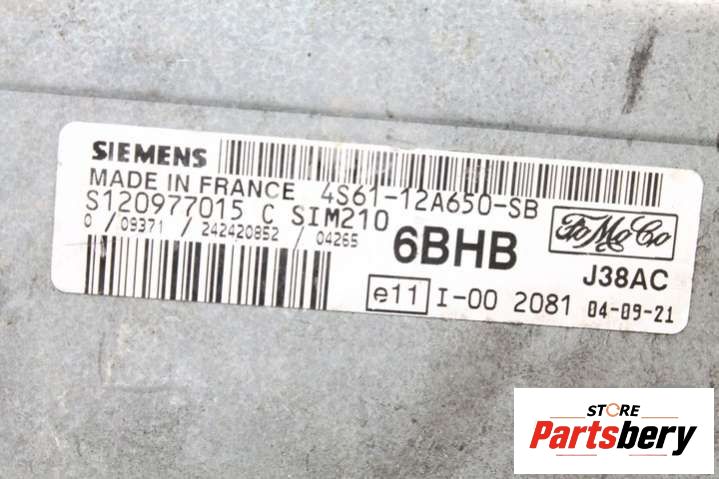 SIEMENS
MADE IN FRANCE 4S61-12A650-SB
S120977015 C SIM210
0 / 09371 / 242420852 / 04265
6BHB
FoMoCo
J38AC
e11 I-00 2081 04-09-21
STORE
Partsbery